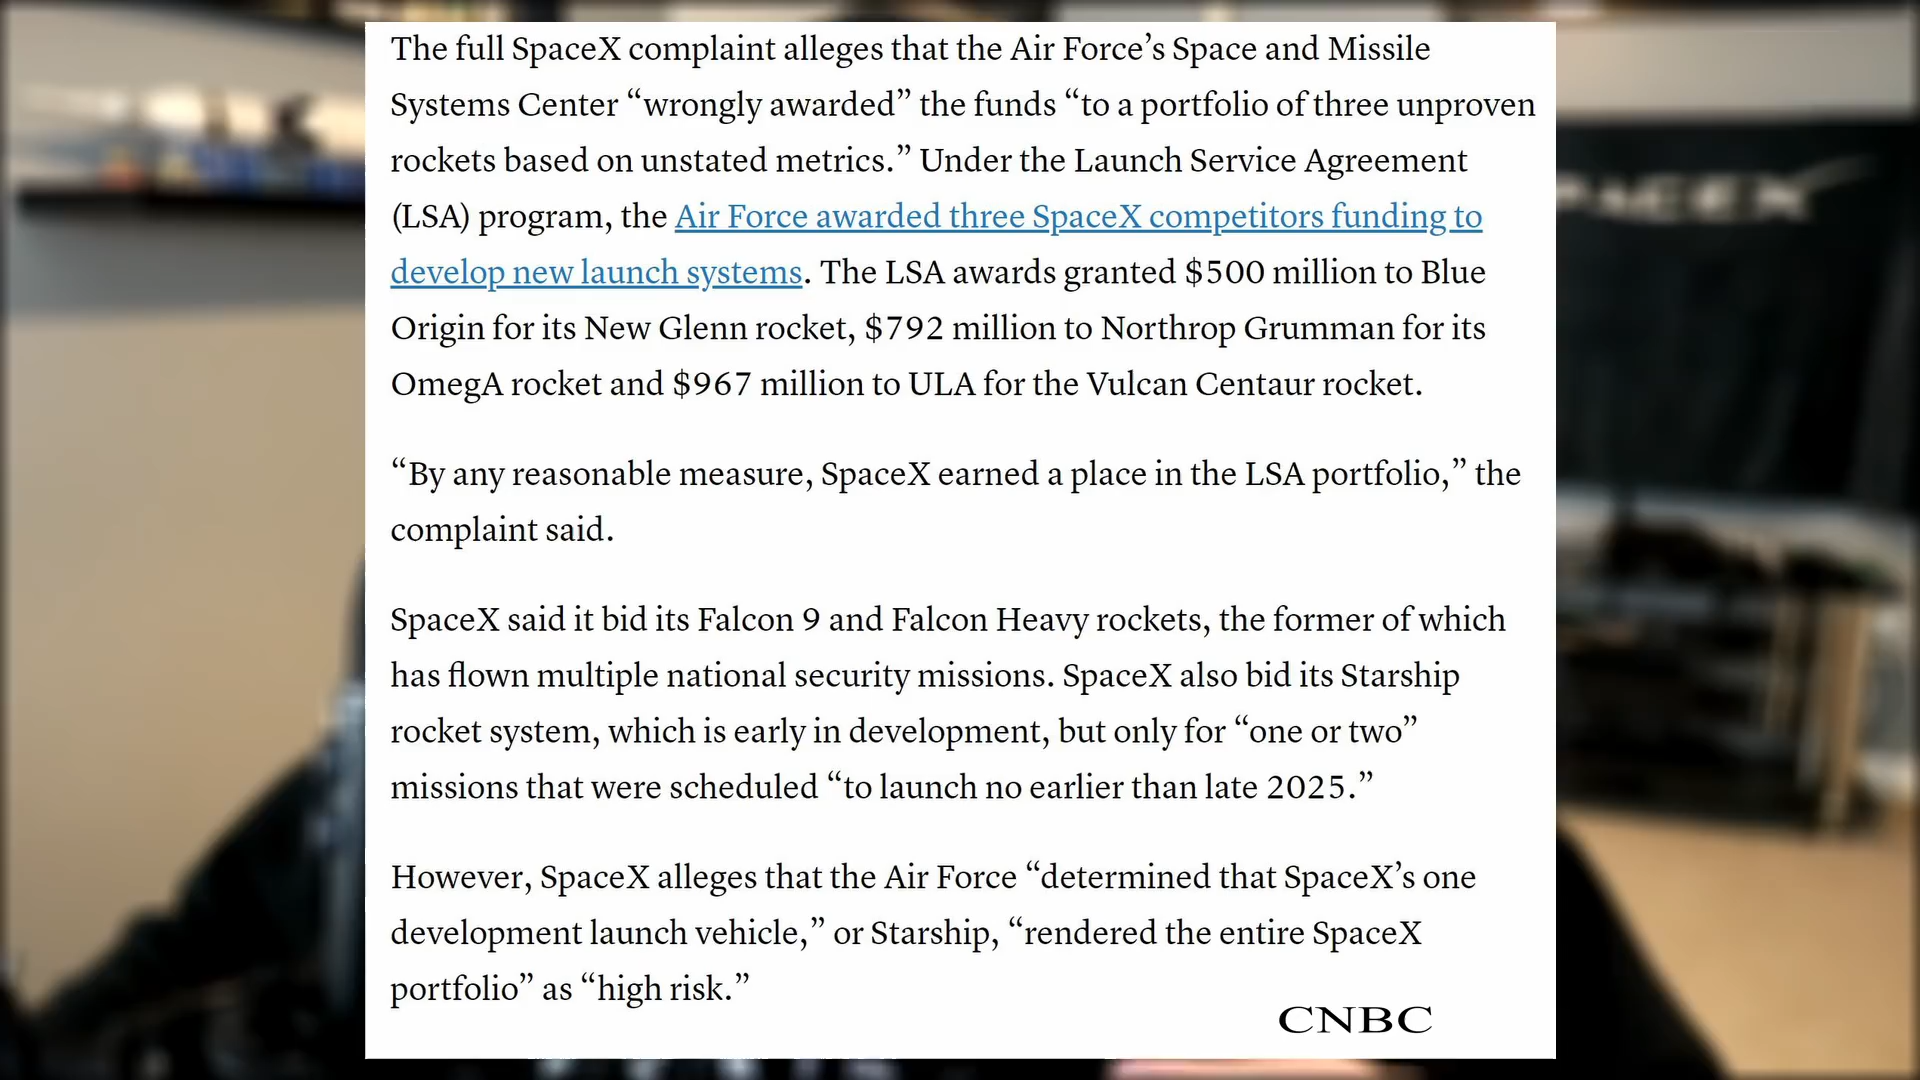 The full SpaceX complaint alleges that the Air Force’s Space and Missile
Systems Center “wrongly awarded” the funds “to a portfolio of three unproven
rockets based on unstated metrics.” Under the Launch Service Agreement
(LSA) program, the Air Force awarded three SpaceX competitors funding to
develop new launch systems. The LSA awards granted $500 million to Blue
Origin for its New Glenn rocket, $792 million to Northrop Grumman for its
OmegA rocket and $967 million to ULA for the Vulcan Centaur rocket.
“By any reasonable measure, SpaceX earned a place in the LSA portfolio,” the
complaint said.
SpaceX said it bid its Falcon 9 and Falcon Heavy rockets, the former of which
has flown multiple national security missions. SpaceX also bid its Starship
rocket system, which is early in development, but only for “one or two”
missions that were scheduled “to launch no earlier than late 2025.”
However, SpaceX alleges that the Air Force “determined that SpaceX’s one
development launch vehicle,” or Starship, “rendered the entire SpaceX
portfolio” as “high risk.”
CNBC